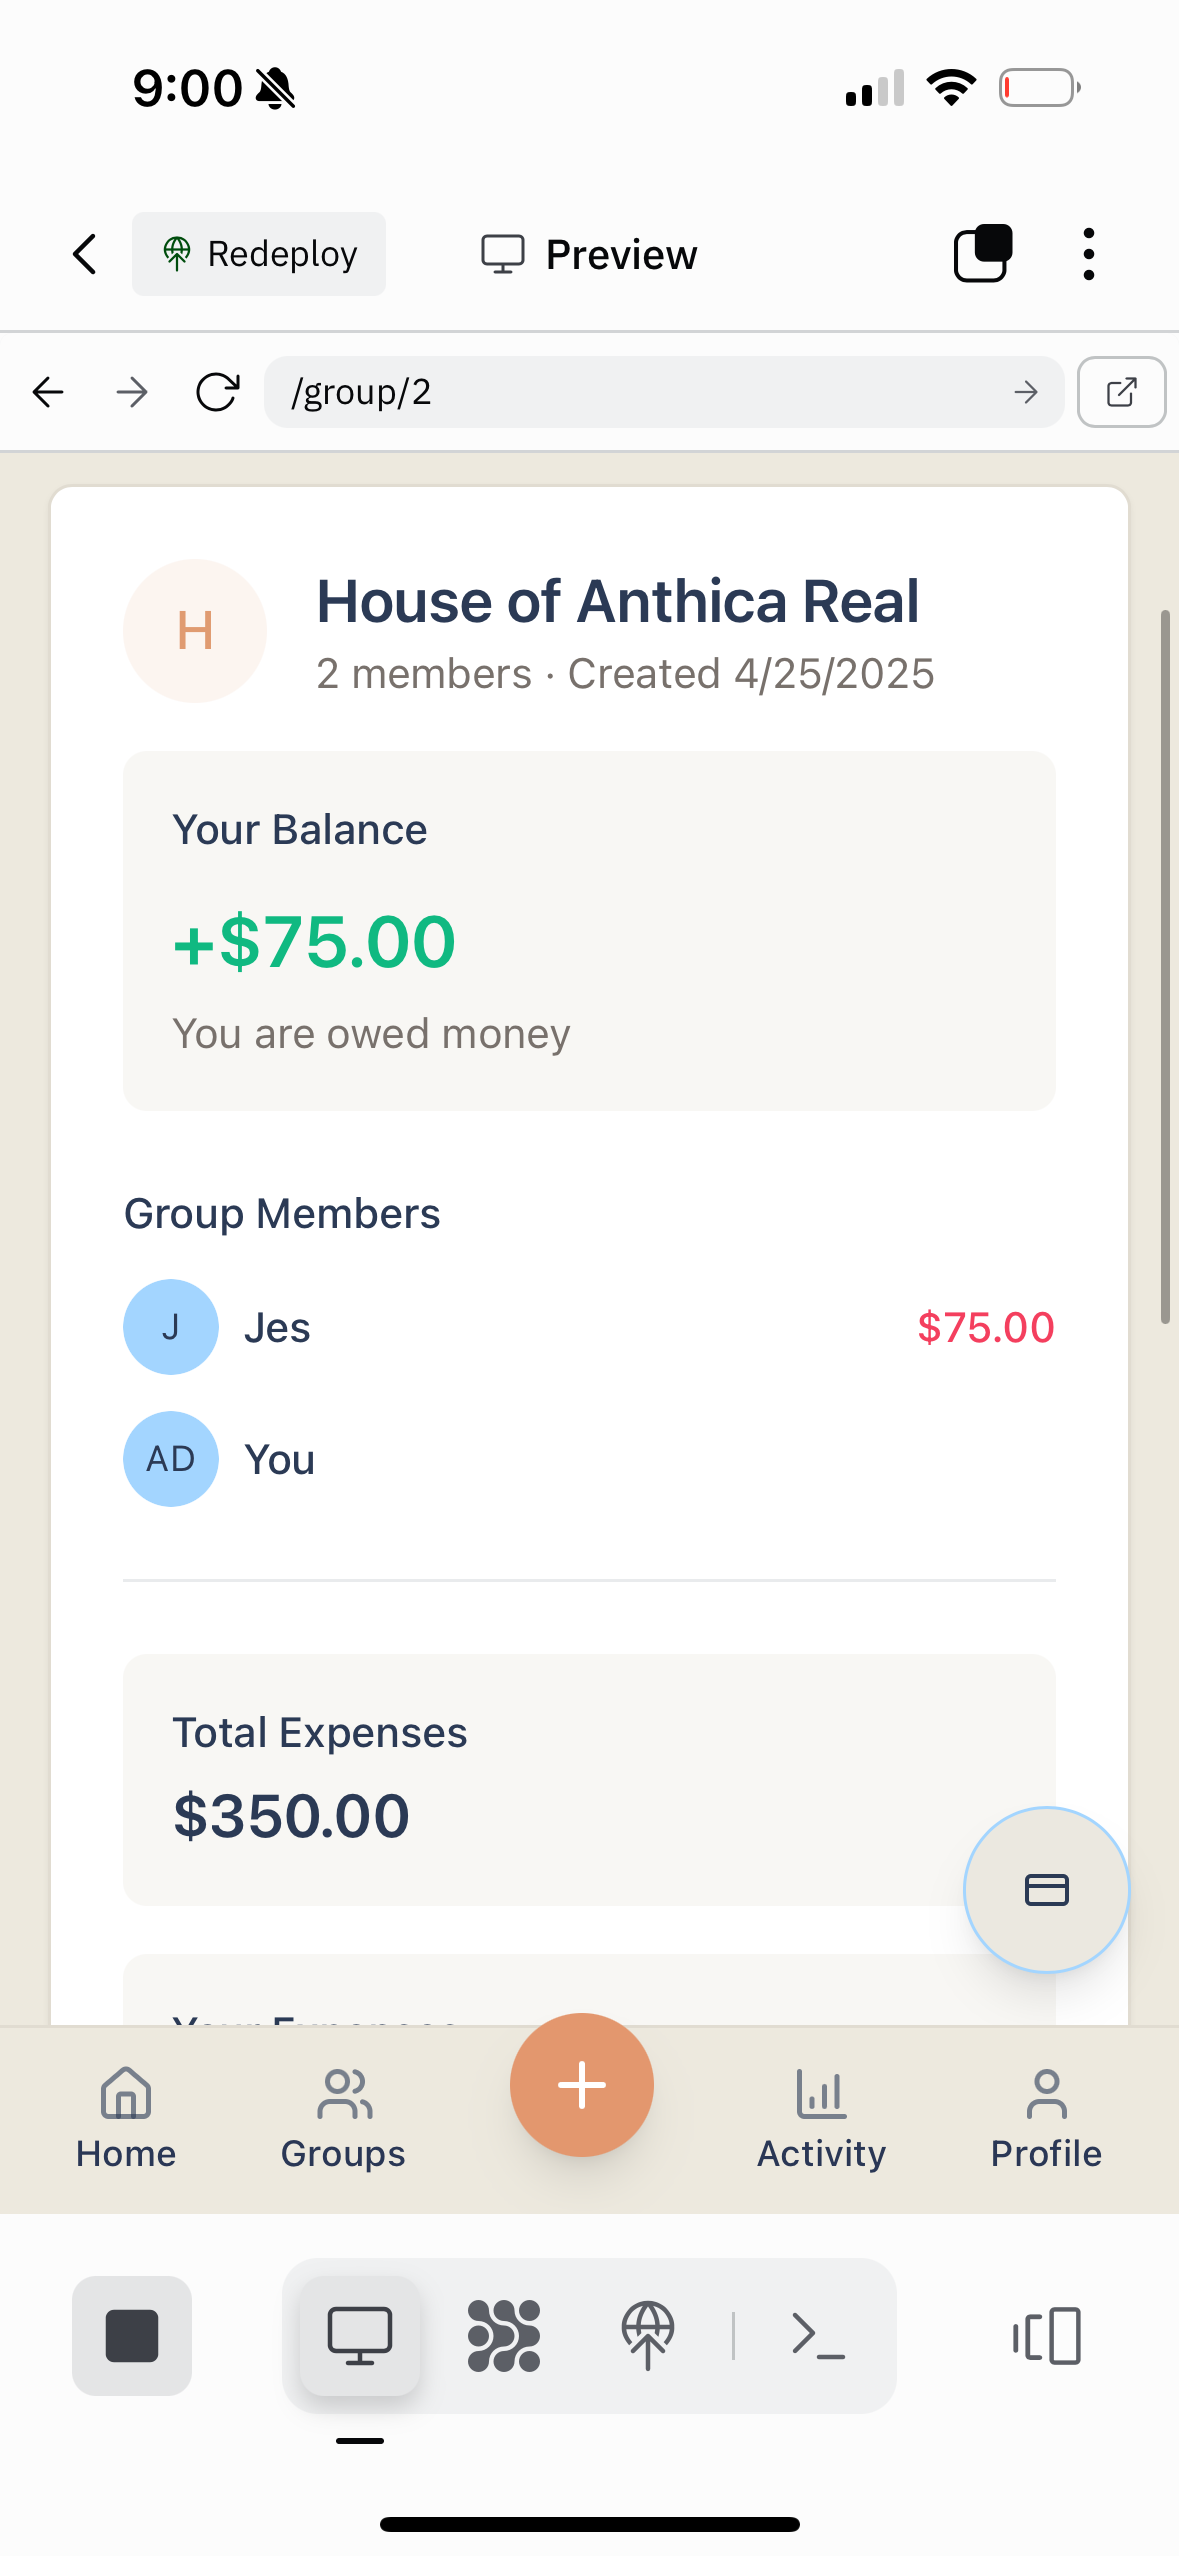 9:00
Redeploy
Preview
/group/2
H
House of Anthica Real
2 members · Created 4/25/2025
Your Balance
+$75.00
You are owed money
Group Members
J
Jes
$75.00
AD
You
Total Expenses
$350.00
Your Expenses
Home
Groups
Activity
Profile